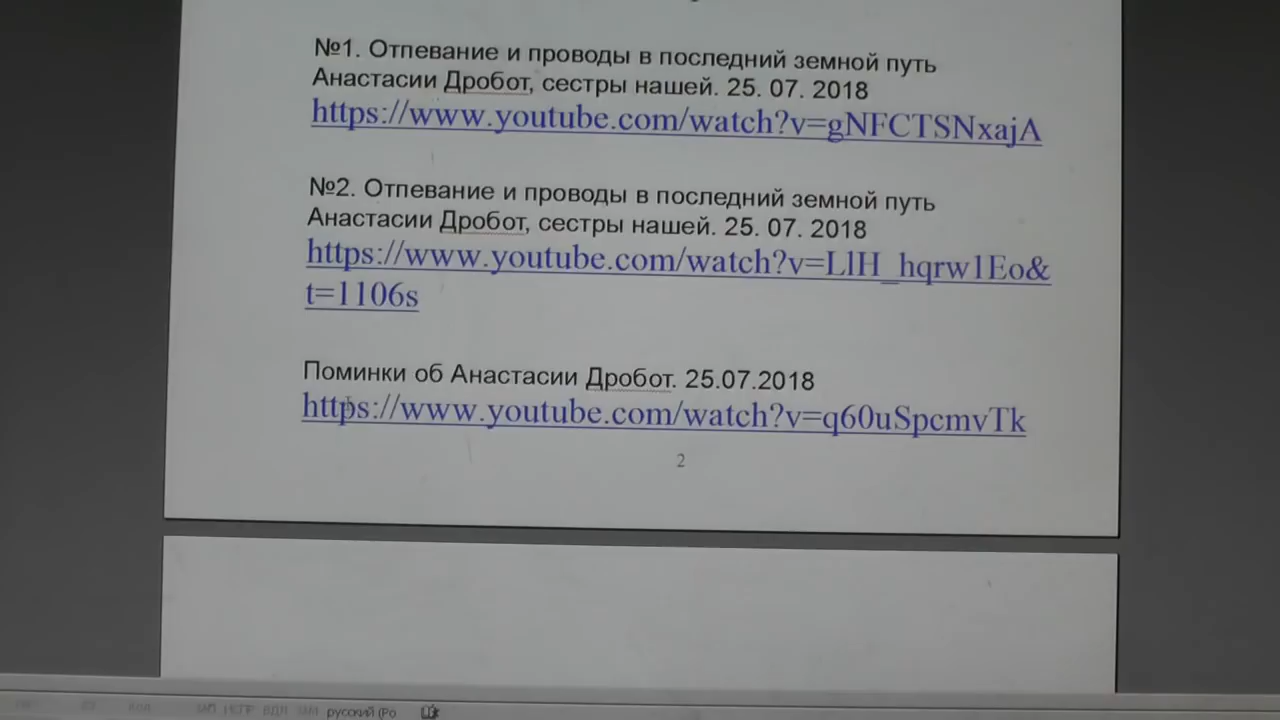 №1. Отпевание и проводы в последний земной путь
Анастасии Дробот, сестры нашей. 25. 07. 2018
https://www.youtube.com/watch?v=gNFCTSNxajA
№2. Отпевание и проводы в последний земной путь
Анастасии Дробот, сестры нашей. 25. 07. 2018
https://www.youtube.com/watch?v=LlH_hqrw1Eo&
t=1106s
Поминки об Анастасии Дробот. 25.07.2018
https://www.youtube.com/watch?v=q60uSpcmvTk
2
русский (Ро